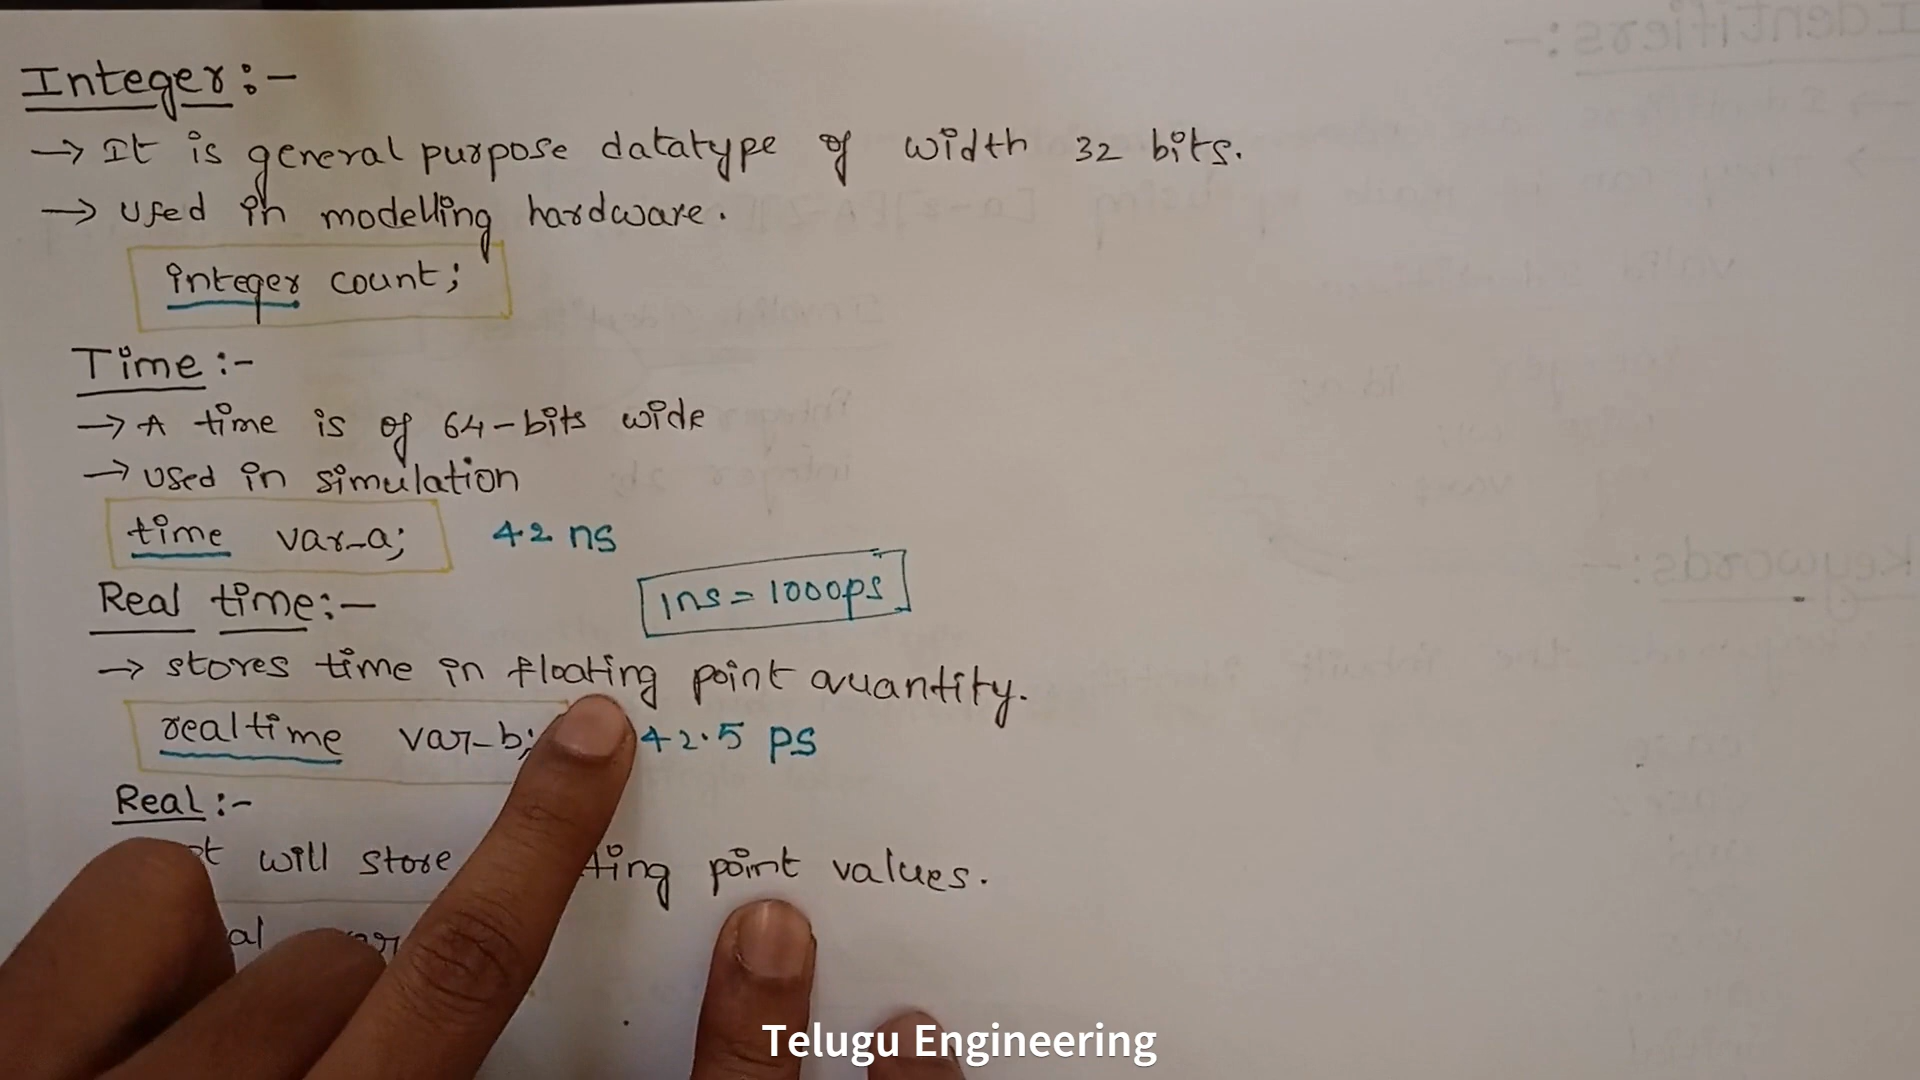 Integer:-
→ It is general purpose datatype of width 32 bits.
→ used in modelling hardware.
integer count;
Time:-
→ A time is of 64-bits wide
→ used in simulation
time var_a; 42 ns
Real time:-
1ns = 1000ps
→ stores time in floating point quantity.
realtime var_b; 42.5 ps
Real:-
will store point values.
Telugu Engineering